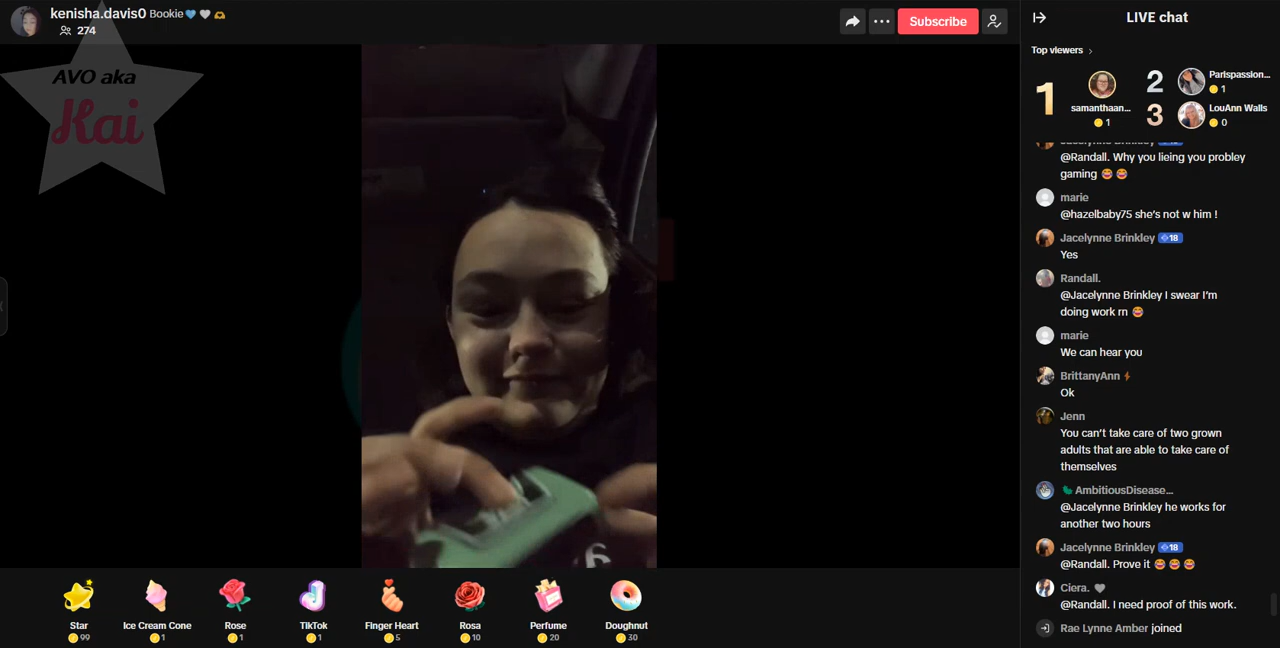 kenisha.davis0 Bookie💙🤍🫶
274
AVO aka
Kai
Subscribe
LIVE chat
Top viewers
1
samanthaan...
1
2
ParIspassion...
1
3
LouAnn Walls
0
@Randall. Why you lieing you probley
gaming 😂 😂
marie
@hazelbaby75 she's not w him !
Jacelynne Brinkley 18
Yes
Randall.
@Jacelynne Brinkley I swear I'm
doing work rn 😂
marie
We can hear you
BrittanyAnn ⚡
Ok
Jenn
You can't take care of two grown
adults that are able to take care of
themselves
AmbitiousDisease...
@Jacelynne Brinkley he works for
another two hours
Jacelynne Brinkley 18
@Randall. Prove it 😂 😂 😂
Ciera. 🤍
@Randall. I need proof of this work.
Rae Lynne Amber joined
Star
99
Ice Cream Cone
1
Rose
1
TikTok
1
Finger Heart
5
Rosa
10
Perfume
20
Doughnut
30